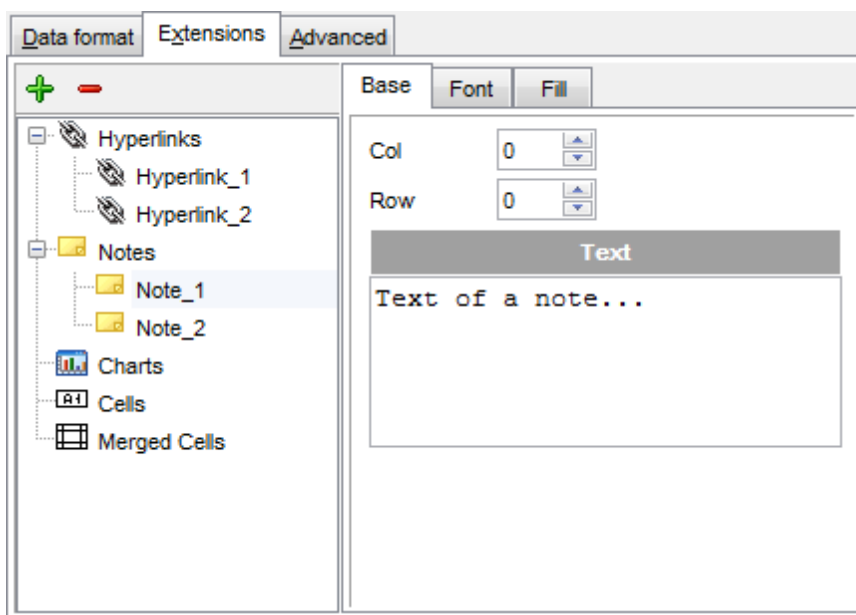 Data format Extensions Advanced
Base Font Fill
Hyperlinks
Hyperlink_1
Hyperlink_2
Notes
Note_1
Note_2
Charts
A1 Cells
Merged Cells
Col 0
Row 0
Text
Text of a note...